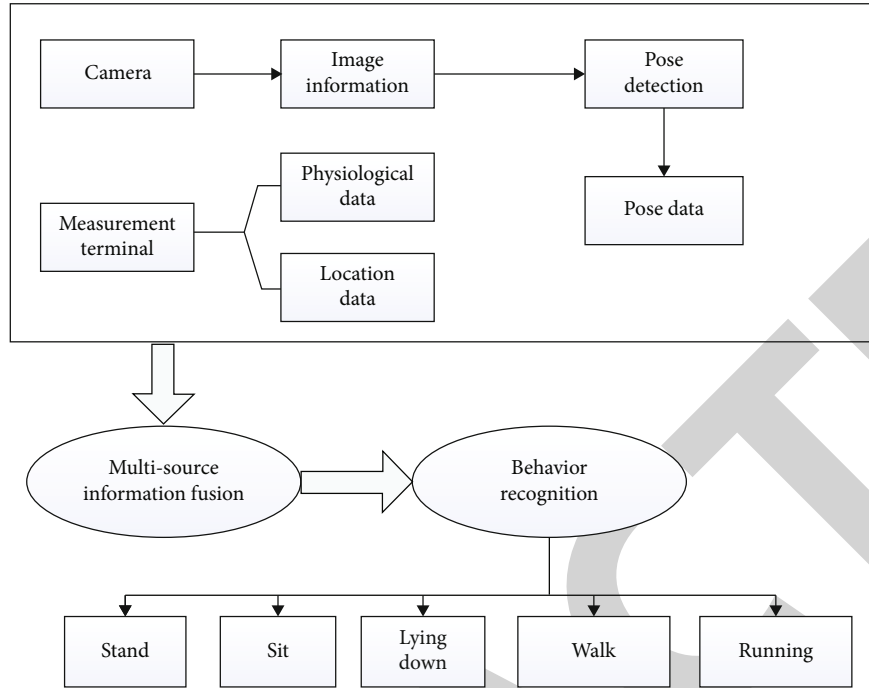 Camera
Image
information
Pose
detection
Physiological
data
Pose data
Measurement
terminal
Location
data
Multi-source
information fusion
Behavior
recognition
Stand
Sit
Lying
down
Walk
Running